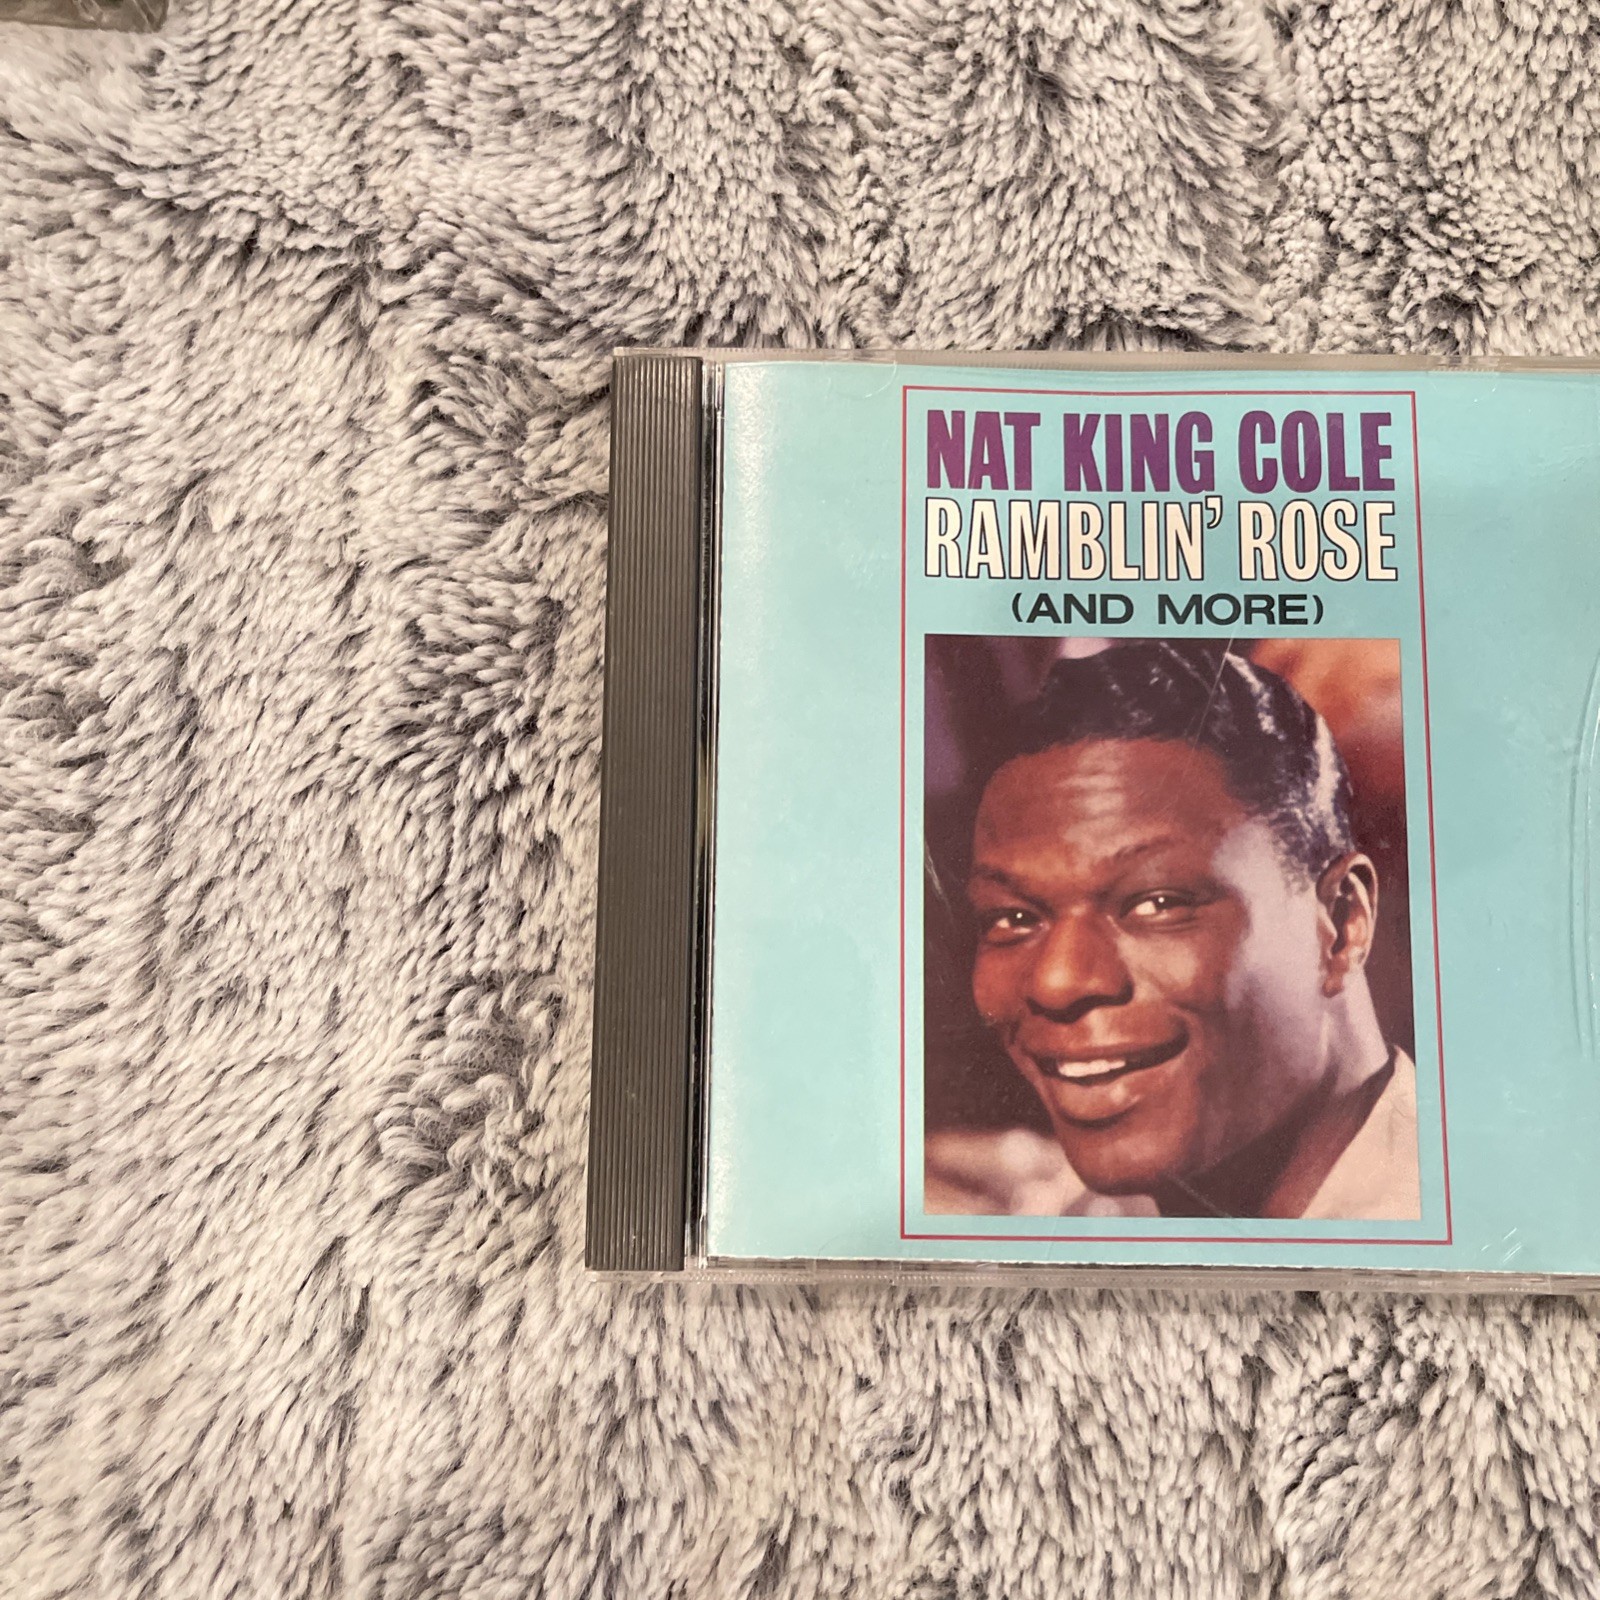 NAT KING COLE
RAMBLIN' ROSE
(AND MORE)